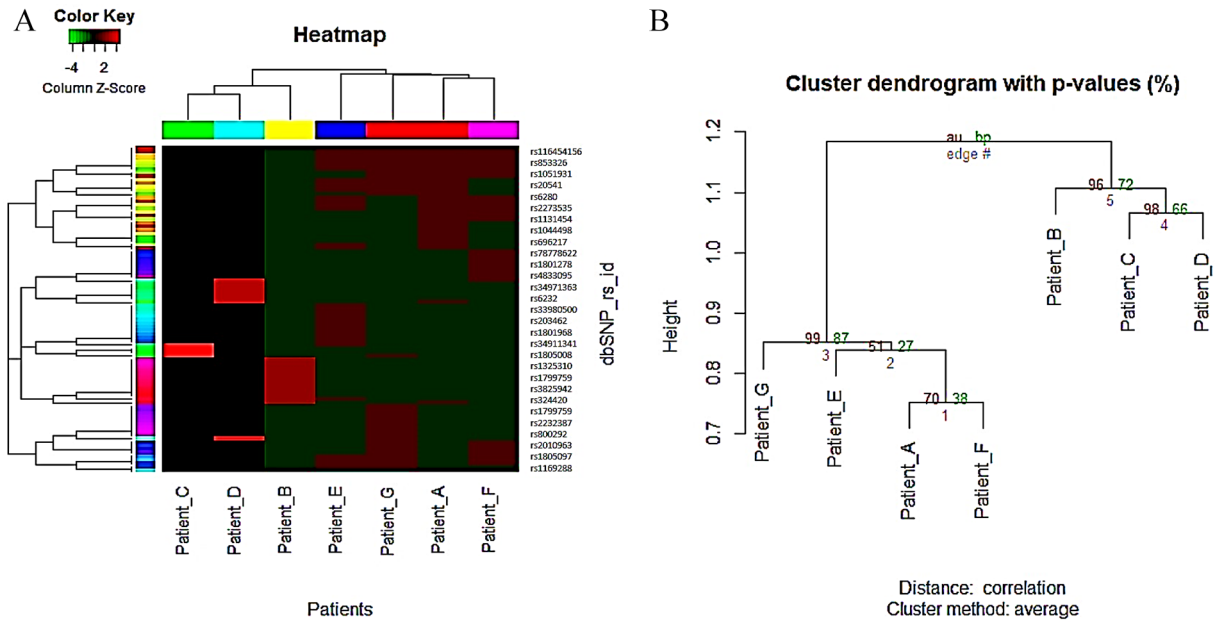 A
Color Key
-4 2
Column Z-Score
Heatmap
rs116454156
rs853326
rs1051931
rs20541
rs6280
rs2273535
rs1131454
rs1044498
rs696217
rs78778622
rs1801278
rs4833095
rs34971363
rs6232
rs33980500
rs203462
rs1801968
rs34911341
rs1805008
rs1325310
rs1799759
rs3825942
rs324420
rs1799759
rs2232387
rs800292
rs2010963
rs1805097
rs1169288
dbSNP_rs_id
Patient_C
Patient_D
Patient_B
Patient_E
Patient_G
Patient_A
Patient_F
Patients
B
Cluster dendrogram with p-values (%)
Height
1.2
1.1
1.0
0.9
0.8
0.7
au bp
edge #
96 72
5
98 66
4
99 87
3
51 27
2
70 38
1
Patient_B
Patient_C
Patient_D
Patient_G
Patient_E
Patient_A
Patient_F
Distance: correlation
Cluster method: average